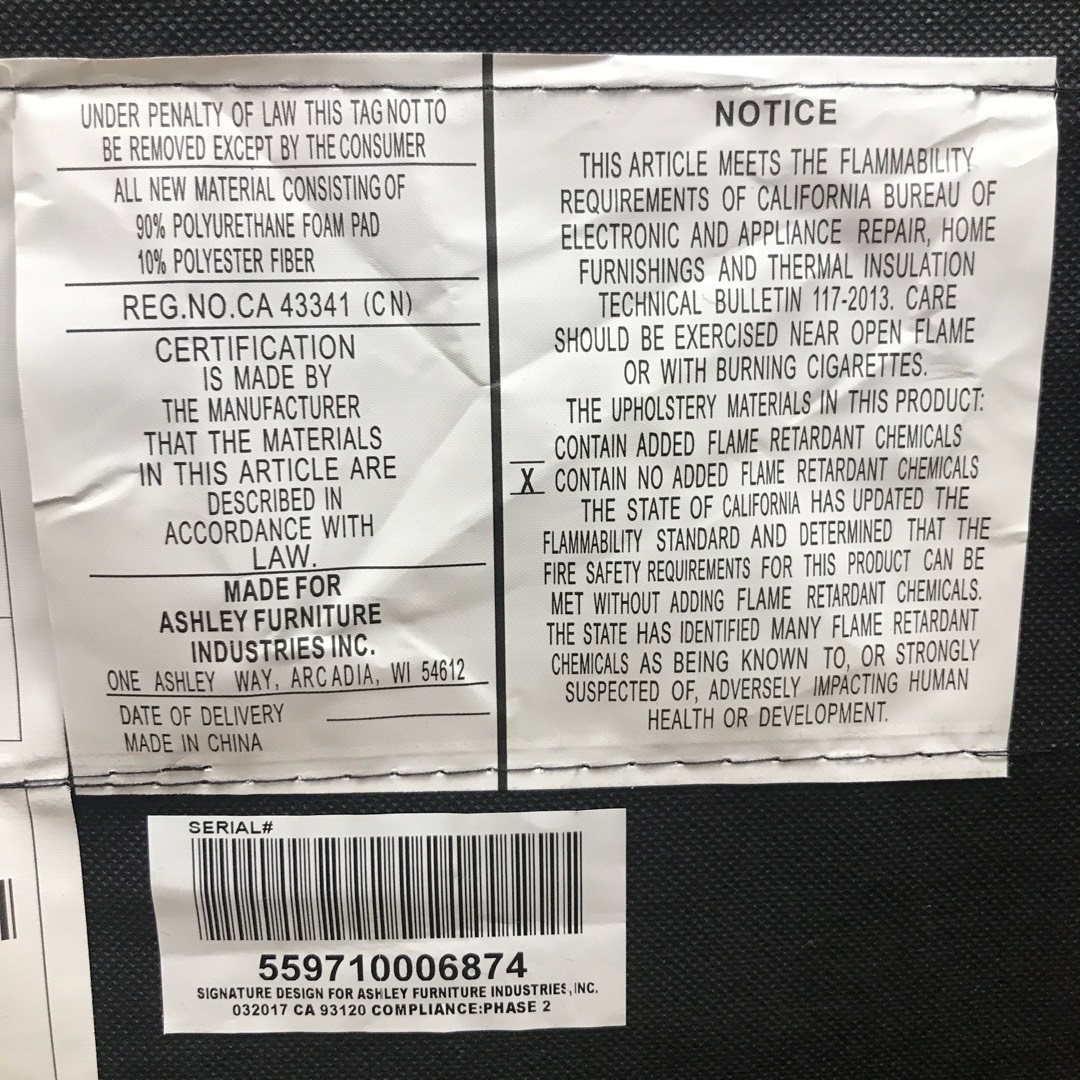 UNDER PENALTY OF LAW THIS TAG NOT TO
BE REMOVED EXCEPT BY THE CONSUMER
ALL NEW MATERIAL CONSISTING OF
90% POLYURETHANE FOAM PAD
10% POLYESTER FIBER
REG.NO.CA 43341 (CN)
CERTIFICATION
IS MADE BY
THE MANUFACTURER
THAT THE MATERIALS
IN THIS ARTICLE ARE
DESCRIBED IN
ACCORDANCE WITH
LAW.
MADE FOR
ASHLEY FURNITURE
INDUSTRIES INC.
ONE ASHLEY WAY, ARCADIA, WI 54612
DATE OF DELIVERY
MADE IN CHINA
NOTICE
THIS ARTICLE MEETS THE FLAMMABILITY
REQUIREMENTS OF CALIFORNIA BUREAU OF
ELECTRONIC AND APPLIANCE REPAIR, HOME
FURNISHINGS AND THERMAL INSULATION
TECHNICAL BULLETIN 117-2013. CARE
SHOULD BE EXERCISED NEAR OPEN FLAME
OR WITH BURNING CIGARETTES.
THE UPHOLSTERY MATERIALS IN THIS PRODUCT:
CONTAIN ADDED FLAME RETARDANT CHEMICALS
X CONTAIN NO ADDED FLAME RETARDANT CHEMICALS
THE STATE OF CALIFORNIA HAS UPDATED THE
FLAMMABILITY STANDARD AND DETERMINED THAT THE
FIRE SAFETY REQUIREMENTS FOR THIS PRODUCT CAN BE
MET WITHOUT ADDING FLAME RETARDANT CHEMICALS.
THE STATE HAS IDENTIFIED MANY FLAME RETARDANT
CHEMICALS AS BEING KNOWN TO, OR STRONGLY
SUSPECTED OF, ADVERSELY IMPACTING HUMAN
HEALTH OR DEVELOPMENT.
SERIAL#
559710006874
SIGNATURE DESIGN FOR ASHLEY FURNITURE INDUSTRIES, INC.
032017 CA 93120 COMPLIANCE:PHASE 2